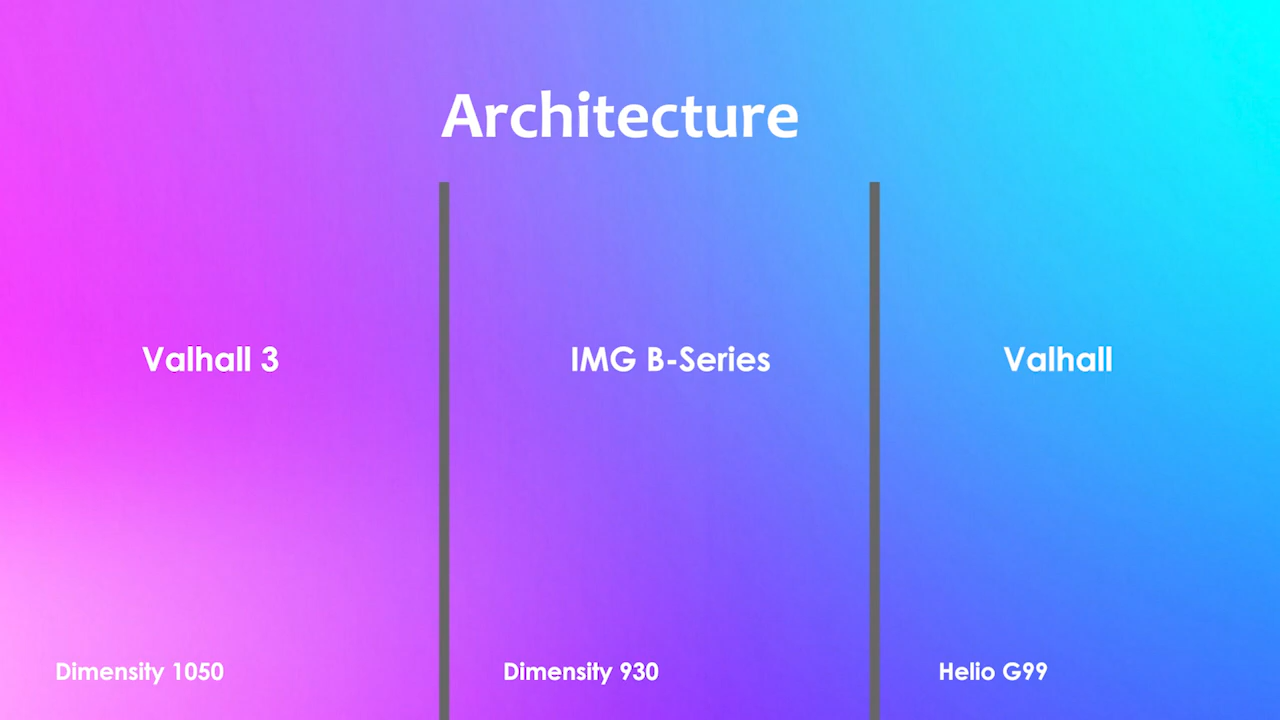 Architecture
Valhall 3
IMG B-Series
Valhall
Dimensity 1050
Dimensity 930
Helio G99